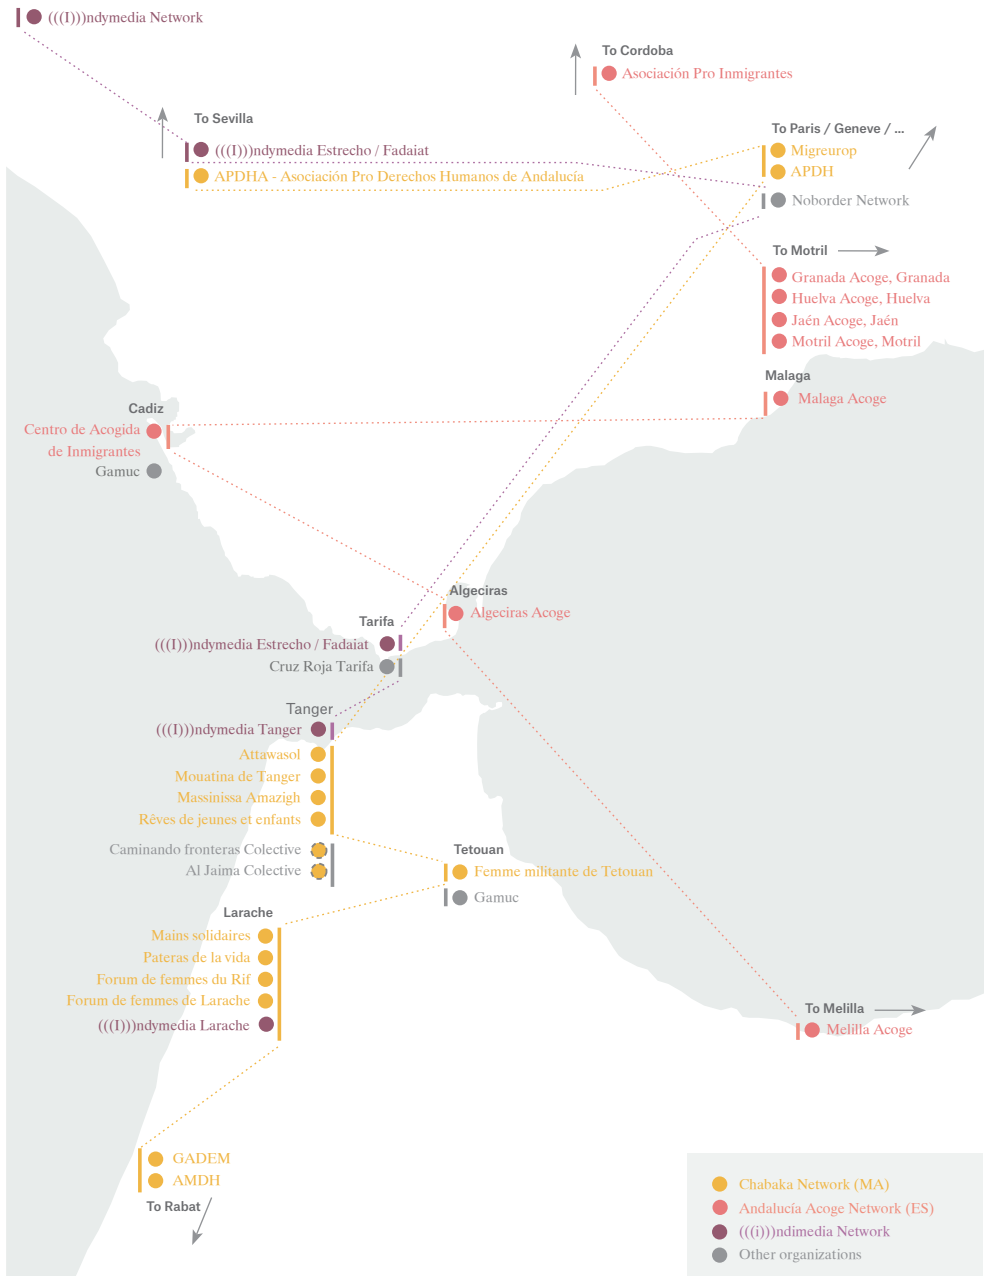 (((I)))ndymedia Network
To Cordoba
Asociación Pro Inmigrantes
To Sevilla
(((I)))ndymedia Estrecho / Fadaiat
APDHA - Asociación Pro Derechos Humanos de Andalucía
To Paris / Geneve / ...
Migreurop
APDH
Noborder Network
To Motril
Granada Acoge, Granada
Huelva Acoge, Huelva
Jaén Acoge, Jaén
Motril Acoge, Motril
Malaga
Malaga Acoge
Cadiz
Centro de Acogida
de Inmigrantes
Gamuc
Algeciras
Algeciras Acoge
Tarifa
(((I)))ndymedia Estrecho / Fadaiat
Cruz Roja Tarifa
Tanger
(((I)))ndymedia Tanger
Attawasol
Mouatina de Tanger
Massinissa Amazigh
Rêves de jeunes et enfants
Caminando fronteras Colective
Al Jaima Colective
Tetouan
Femme militante de Tetouan
Gamuc
Larache
Mains solidaires
Pateras de la vida
Forum de femmes du Rif
Forum de femmes de Larache
(((I)))ndymedia Larache
To Melilla
Melilla Acoge
GADEM
AMDH
To Rabat
Chabaka Network (MA)
Andalucía Acoge Network (ES)
(((i)))ndimedia Network
Other organizations